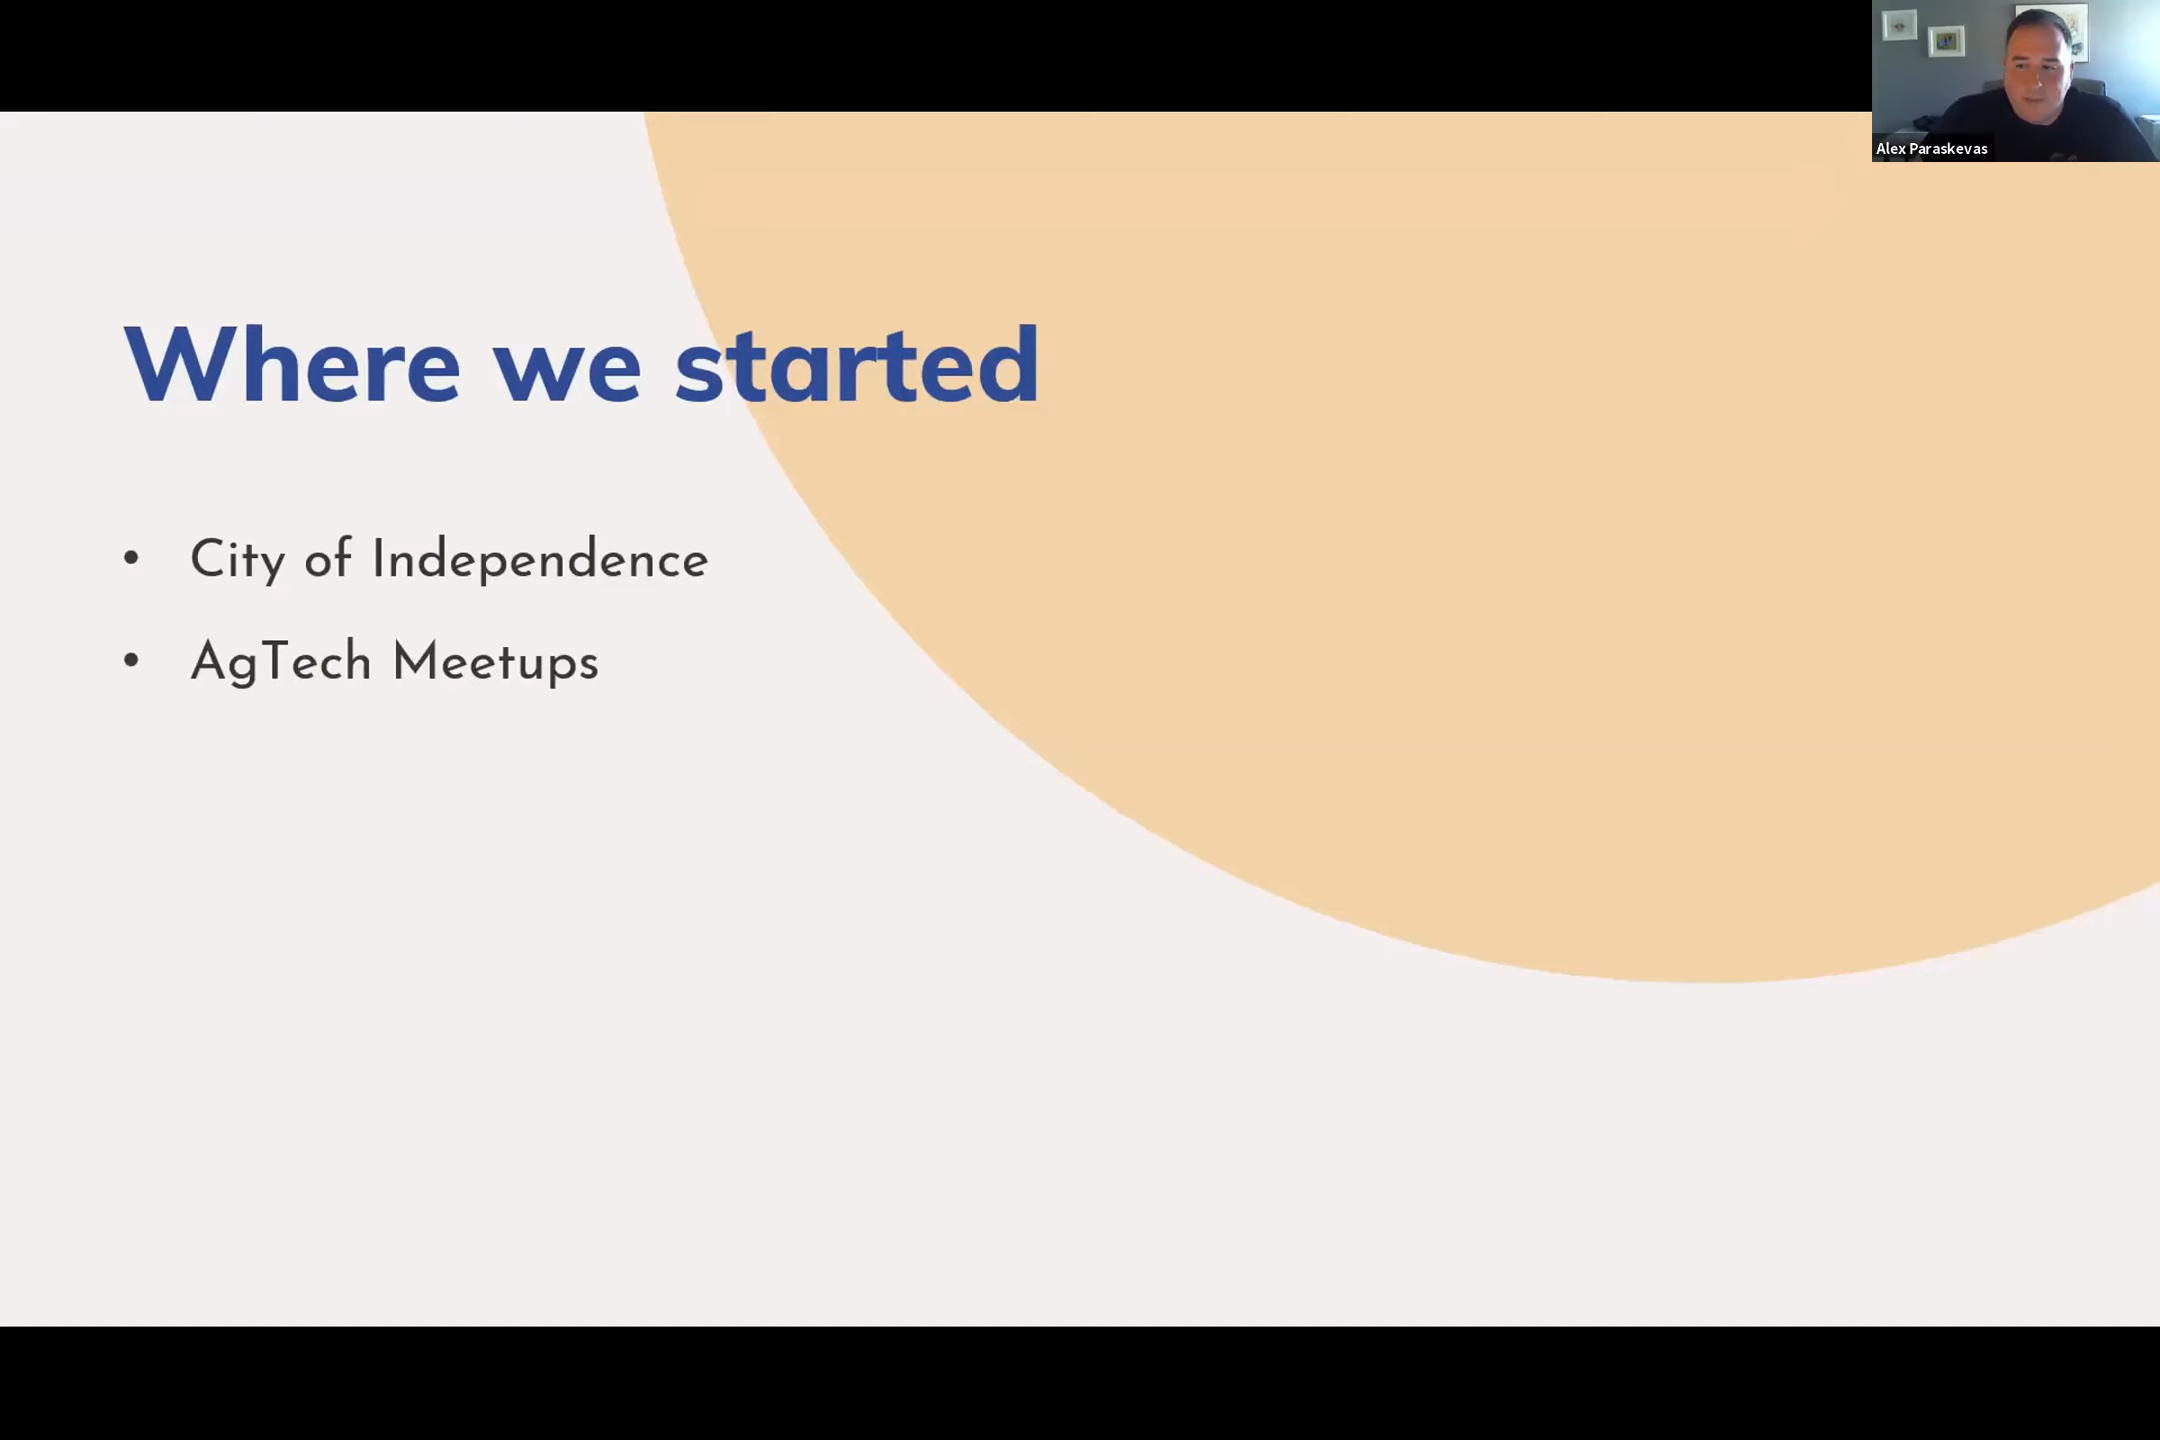 Alex Paraskevas
Where we started
• City of Independence
• AgTech Meetups